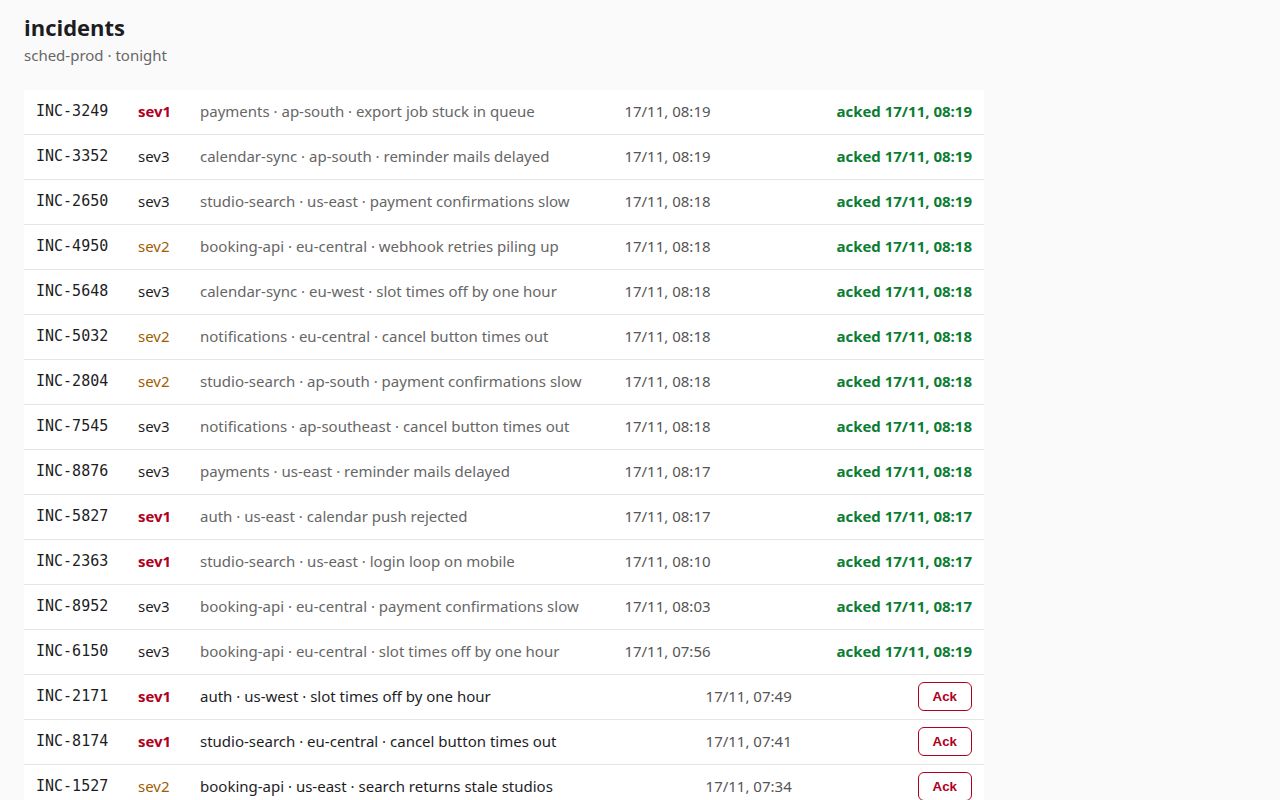 incidents
sched-prod · tonight
INC-3249 sev1 payments · ap-south · export job stuck in queue 17/11, 08:19 acked 17/11, 08:19
INC-3352 sev3 calendar-sync · ap-south · reminder mails delayed 17/11, 08:19 acked 17/11, 08:19
INC-2650 sev3 studio-search · us-east · payment confirmations slow 17/11, 08:18 acked 17/11, 08:19
INC-4950 sev2 booking-api · eu-central · webhook retries piling up 17/11, 08:18 acked 17/11, 08:18
INC-5648 sev3 calendar-sync · eu-west · slot times off by one hour 17/11, 08:18 acked 17/11, 08:18
INC-5032 sev2 notifications · eu-central · cancel button times out 17/11, 08:18 acked 17/11, 08:18
INC-2804 sev2 studio-search · ap-south · payment confirmations slow 17/11, 08:18 acked 17/11, 08:18
INC-7545 sev3 notifications · ap-southeast · cancel button times out 17/11, 08:18 acked 17/11, 08:18
INC-8876 sev3 payments · us-east · reminder mails delayed 17/11, 08:17 acked 17/11, 08:18
INC-5827 sev1 auth · us-east · calendar push rejected 17/11, 08:17 acked 17/11, 08:17
INC-2363 sev1 studio-search · us-east · login loop on mobile 17/11, 08:10 acked 17/11, 08:17
INC-8952 sev3 booking-api · eu-central · payment confirmations slow 17/11, 08:03 acked 17/11, 08:17
INC-6150 sev3 booking-api · eu-central · slot times off by one hour 17/11, 07:56 acked 17/11, 08:19
INC-2171 sev1 auth · us-west · slot times off by one hour 17/11, 07:49 Ack
INC-8174 sev1 studio-search · eu-central · cancel button times out 17/11, 07:41 Ack
INC-1527 sev2 booking-api · us-east · search returns stale studios 17/11, 07:34 Ack